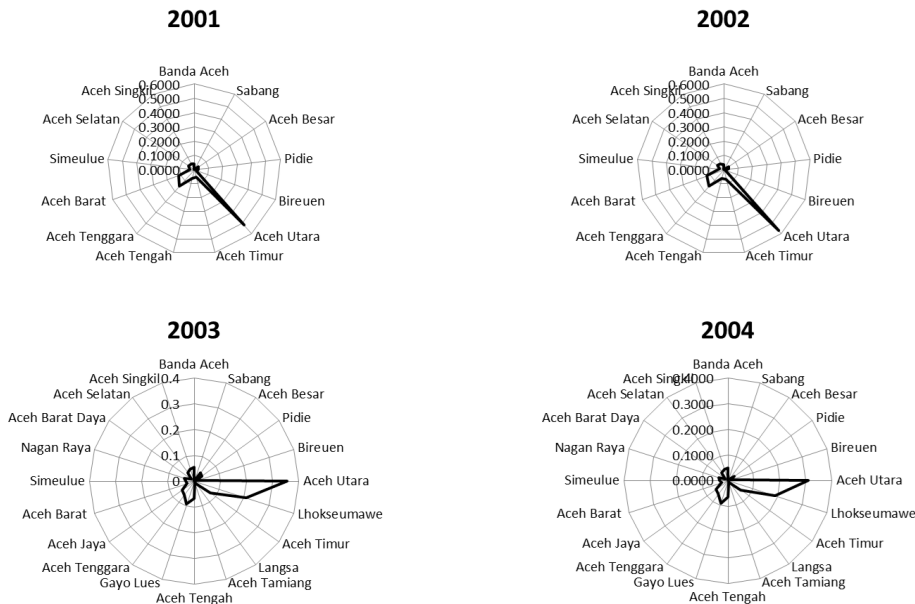 2001
Banda Aceh
0.6000
0.5000
0.4000
0.3000
0.2000
0.1000
0.0000
Sabang
Aceh Besar
Pidie
Bireuen
Aceh Utara
Aceh Timur
Aceh Tengah
Aceh Tenggara
Aceh Barat
Simeulue
Aceh Selatan
Aceh Singkil
2002
Banda Aceh
0.6000
0.5000
0.4000
0.3000
0.2000
0.1000
0.0000
Sabang
Aceh Besar
Pidie
Bireuen
Aceh Utara
Aceh Timur
Aceh Tengah
Aceh Tenggara
Aceh Barat
Simeulue
Aceh Selatan
Aceh Singkil
2003
Banda Aceh
0.4
0.3
0.2
0.1
0
Sabang
Aceh Besar
Pidie
Bireuen
Aceh Utara
Lhokseumawe
Aceh Timur
Langsa
Aceh Tamiang
Aceh Tengah
Gayo Lues
Aceh Tenggara
Aceh Jaya
Aceh Barat
Simeulue
Nagan Raya
Aceh Barat Daya
Aceh Selatan
Aceh Singkil
2004
Banda Aceh
0.4000
0.3000
0.2000
0.1000
0.0000
Sabang
Aceh Besar
Pidie
Bireuen
Aceh Utara
Lhokseumawe
Aceh Timur
Langsa
Aceh Tamiang
Aceh Tengah
Gayo Lues
Aceh Tenggara
Aceh Jaya
Aceh Barat
Simeulue
Nagan Raya
Aceh Barat Daya
Aceh Selatan
Aceh Singkil